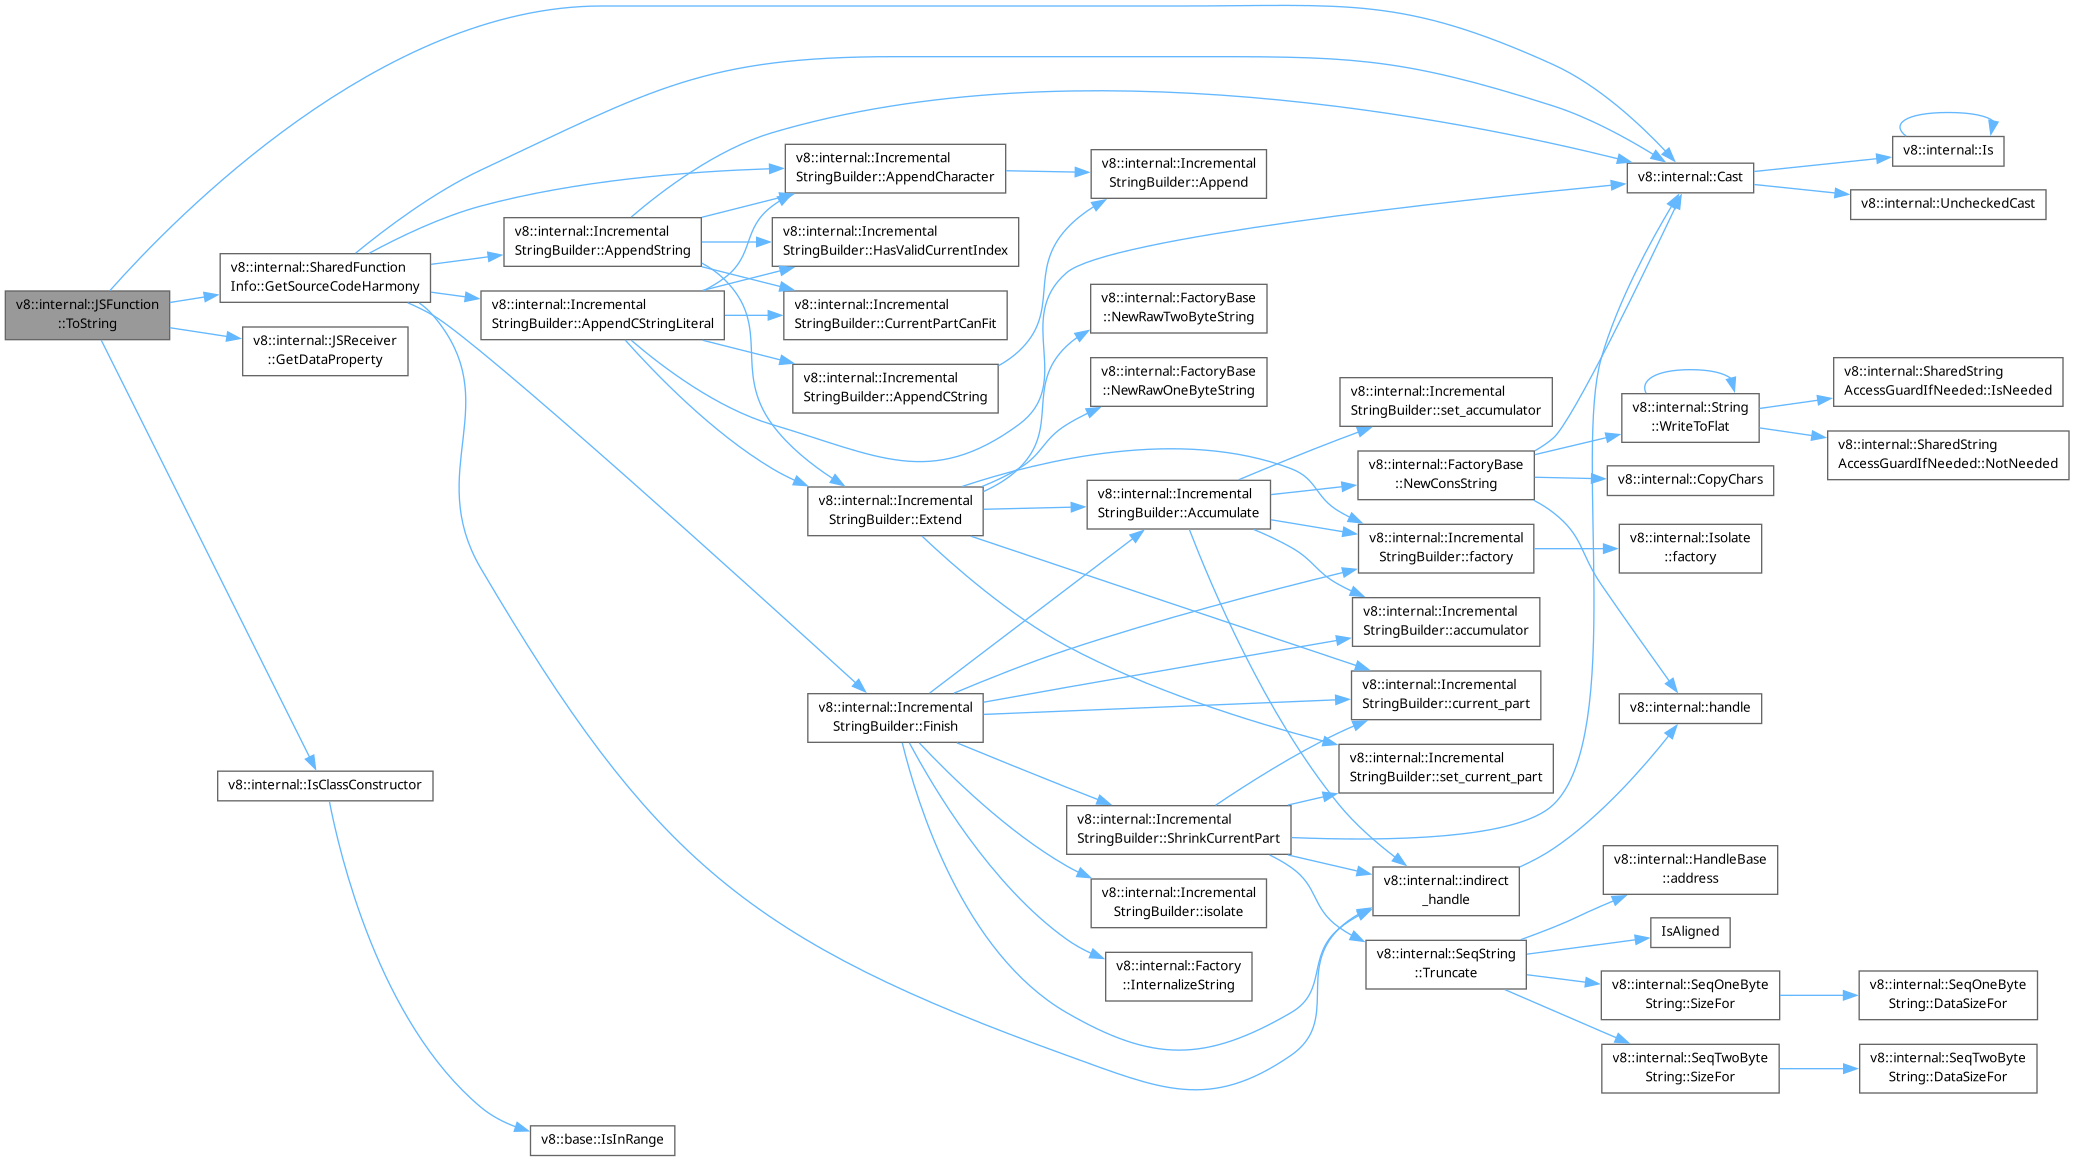 v8::internal::JSFunction
::ToString
v8::internal::SharedFunction
Info::GetSourceCodeHarmony
v8::internal::JSReceiver
::GetDataProperty
v8::internal::IsClassConstructor
v8::base::IsInRange
v8::internal::Incremental
StringBuilder::AppendString
v8::internal::Incremental
StringBuilder::AppendCStringLiteral
v8::internal::Incremental
StringBuilder::AppendCharacter
v8::internal::Incremental
StringBuilder::HasValidCurrentIndex
v8::internal::Incremental
StringBuilder::CurrentPartCanFit
v8::internal::Incremental
StringBuilder::AppendCString
v8::internal::Incremental
StringBuilder::Extend
v8::internal::Incremental
StringBuilder::Finish
v8::internal::Incremental
StringBuilder::Append
v8::internal::FactoryBase
::NewRawTwoByteString
v8::internal::FactoryBase
::NewRawOneByteString
v8::internal::Incremental
StringBuilder::Accumulate
v8::internal::Incremental
StringBuilder::ShrinkCurrentPart
v8::internal::Incremental
StringBuilder::isolate
v8::internal::Factory
::InternalizeString
v8::internal::Incremental
StringBuilder::set_accumulator
v8::internal::FactoryBase
::NewConsString
v8::internal::Incremental
StringBuilder::factory
v8::internal::Incremental
StringBuilder::accumulator
v8::internal::Incremental
StringBuilder::current_part
v8::internal::Incremental
StringBuilder::set_current_part
v8::internal::indirect
_handle
v8::internal::SeqString
::Truncate
v8::internal::Cast
v8::internal::String
::WriteToFlat
v8::internal::CopyChars
v8::internal::Isolate
::factory
v8::internal::handle
v8::internal::HandleBase
::address
IsAligned
v8::internal::SeqOneByte
String::SizeFor
v8::internal::SeqTwoByte
String::SizeFor
v8::internal::Is
v8::internal::UncheckedCast
v8::internal::SharedString
AccessGuardIfNeeded::IsNeeded
v8::internal::SharedString
AccessGuardIfNeeded::NotNeeded
v8::internal::SeqOneByte
String::DataSizeFor
v8::internal::SeqTwoByte
String::DataSizeFor